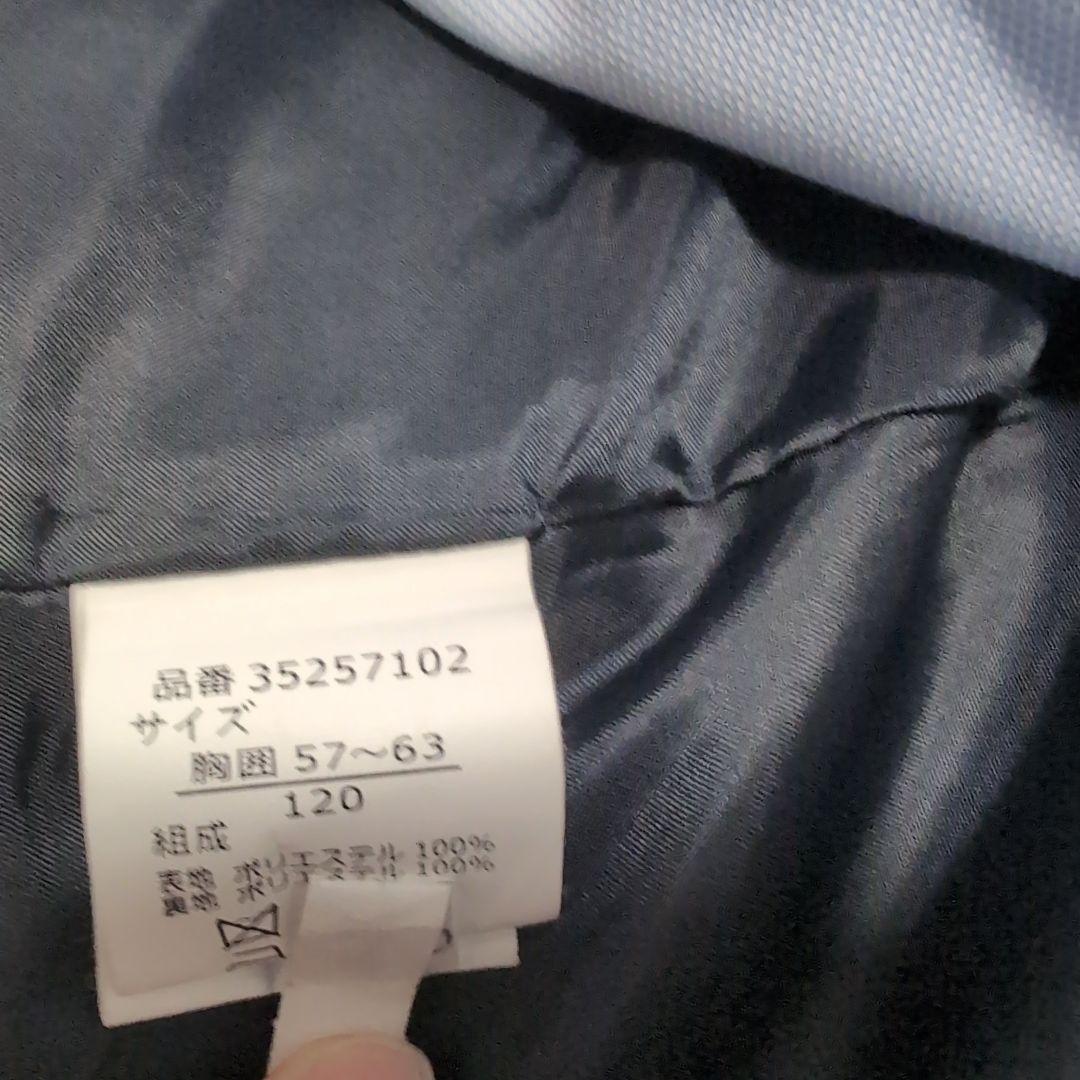 品番 35257102
サイズ
胸囲 57～63
120
組成
表地 ポリエステル 100%
裏地 ポリエステル 100%